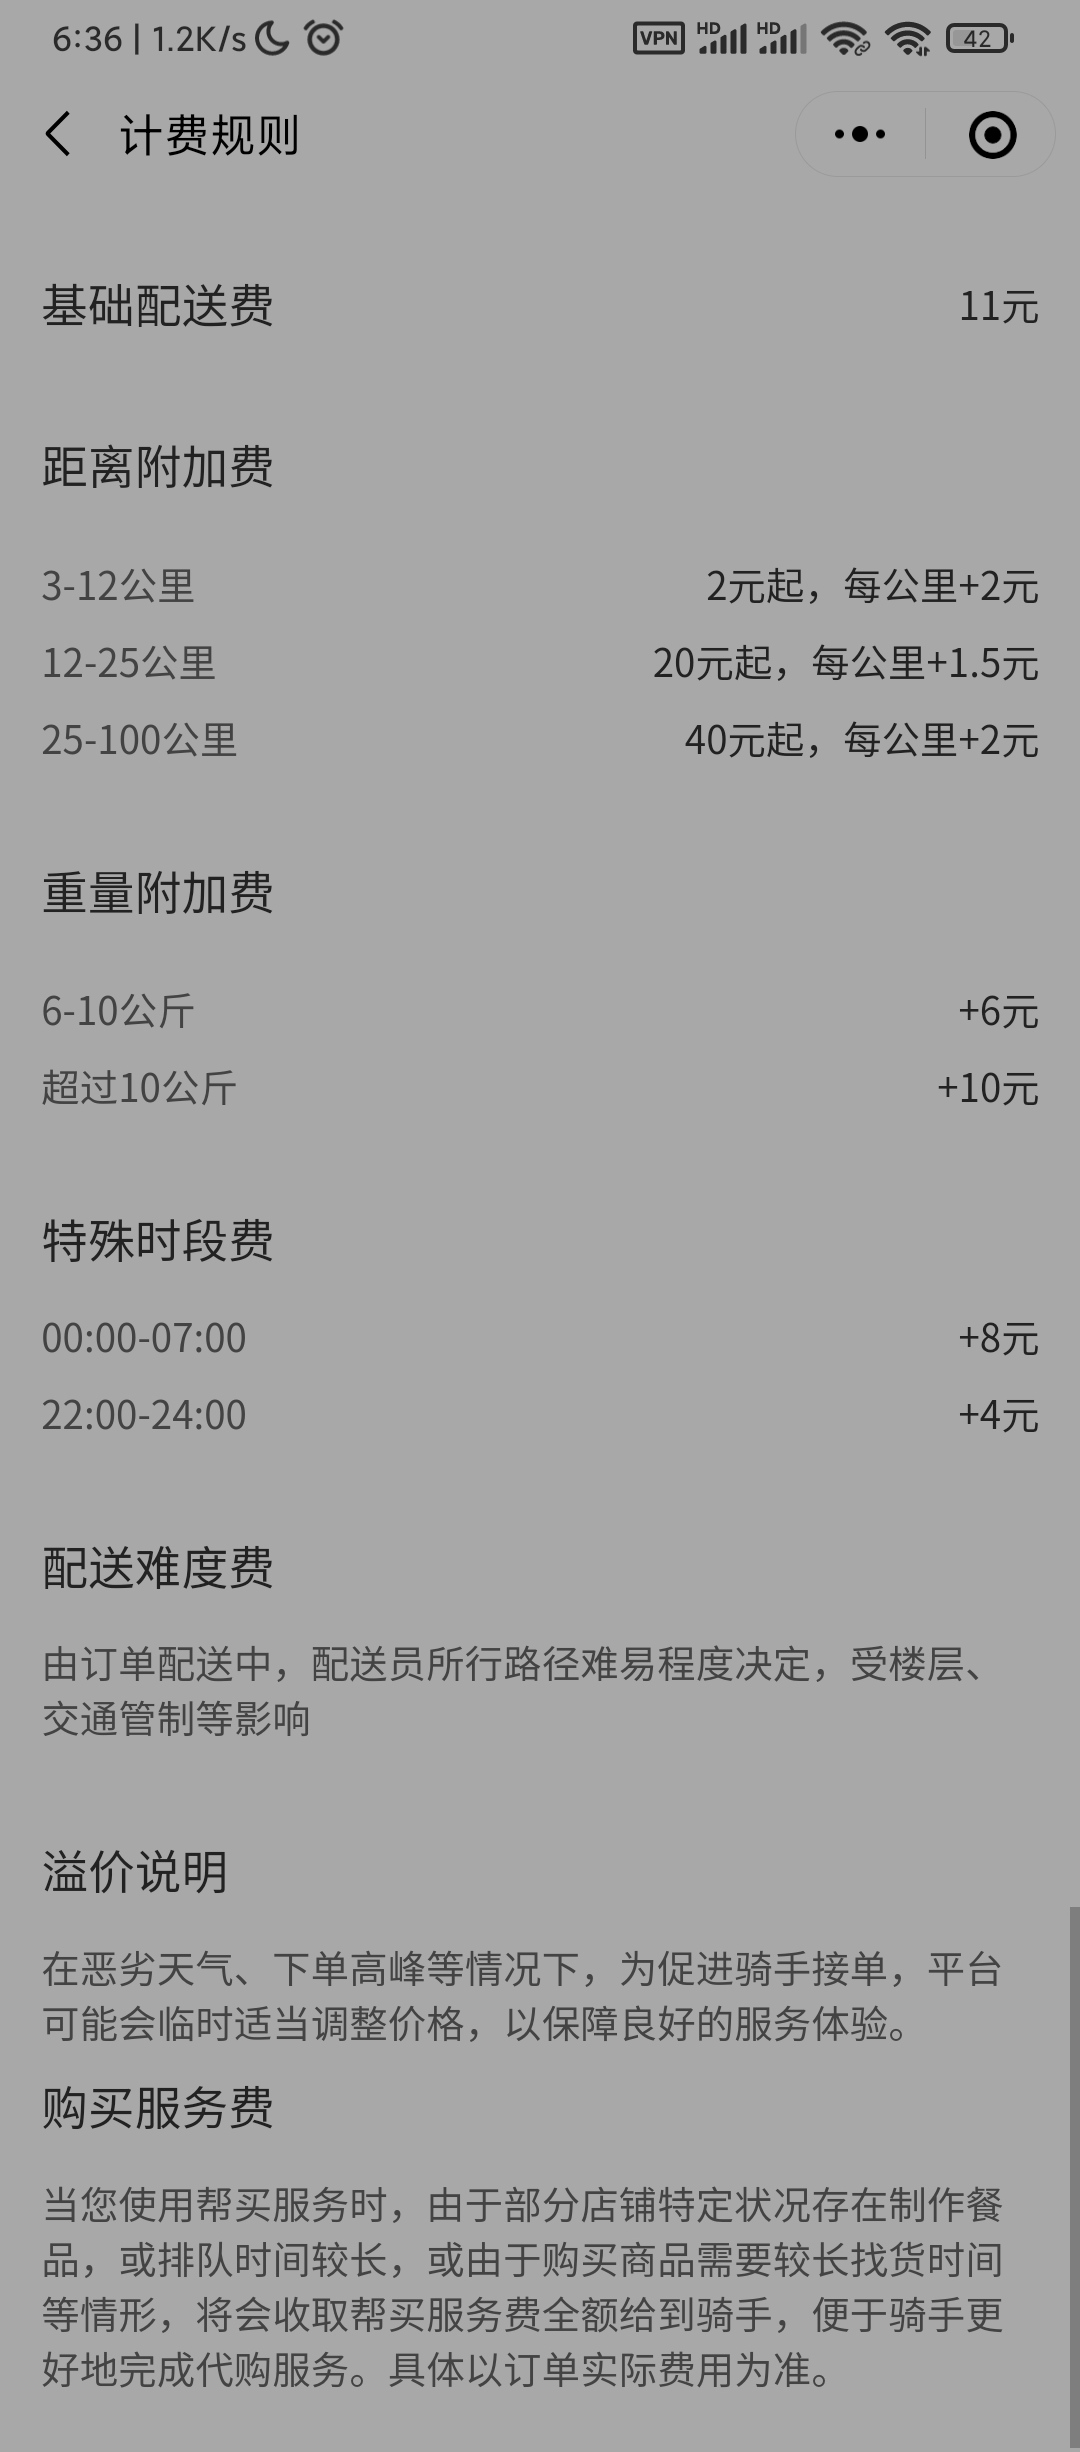 6:36 | 1.2K/s
VPN HD HD 42
计费规则
基础配送费 11元
距离附加费
3-12公里 2元起，每公里+2元
12-25公里 20元起，每公里+1.5元
25-100公里 40元起，每公里+2元
重量附加费
6-10公斤 +6元
超过10公斤 +10元
特殊时段费
00:00-07:00 +8元
22:00-24:00 +4元
配送难度费
由订单配送中，配送员所行路径难易程度决定，受楼层、
交通管制等影响
溢价说明
在恶劣天气、下单高峰等情况下，为促进骑手接单，平台
可能会临时适当调整价格，以保障良好的服务体验。
购买服务费
当您使用帮买服务时，由于部分店铺特定状况存在制作餐
品，或排队时间较长，或由于购买商品需要较长找货时间
等情形，将会收取帮买服务费全额给到骑手，便于骑手更
好地完成代购服务。具体以订单实际费用为准。